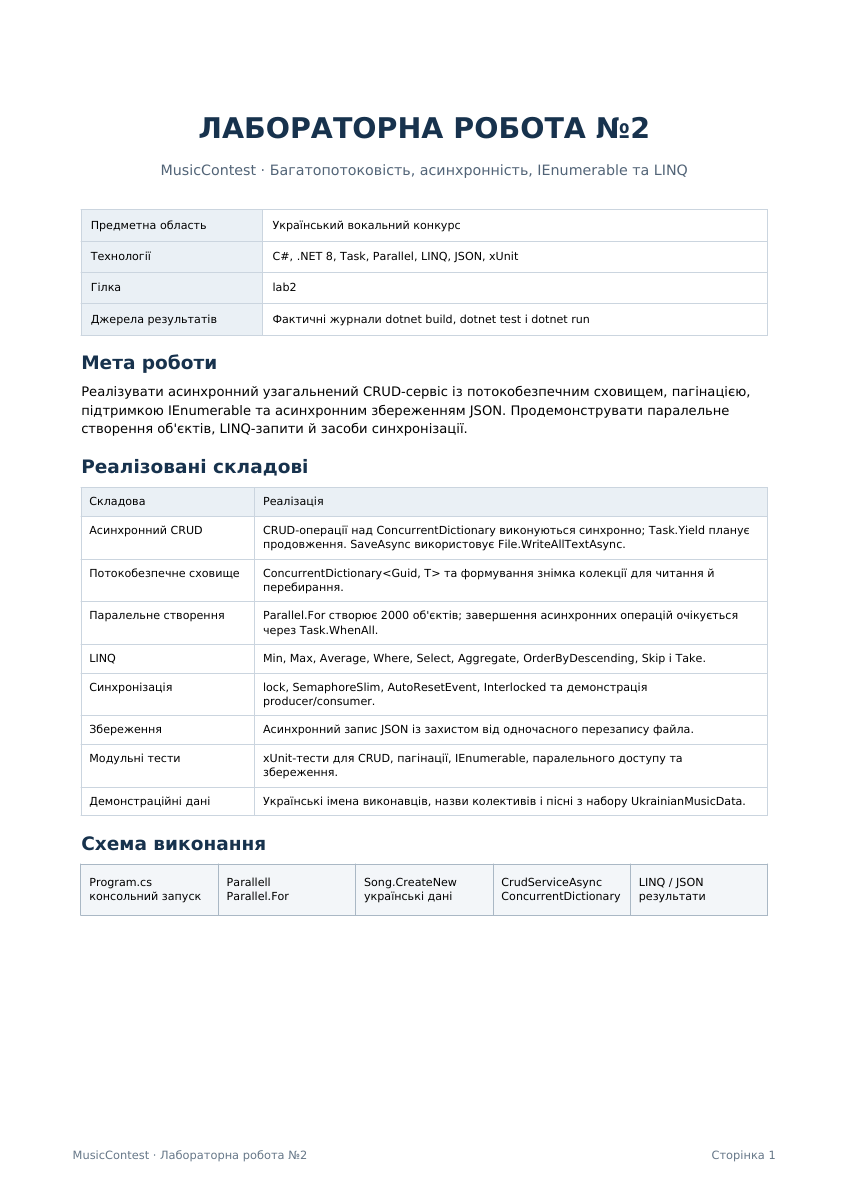 ЛАБОРАТОРНА РОБОТА №2
MusicContest · Багатопотоковість, асинхронність, IEnumerable та LINQ
Предметна область
Український вокальний конкурс
Технології
C#, .NET 8, Task, Parallel, LINQ, JSON, xUnit
Гілка
lab2
Джерела результатів
Фактичні журнали dotnet build, dotnet test і dotnet run
Мета роботи
Реалізувати асинхронний узагальнений CRUD-сервіс із потокобезпечним сховищем, пагінацією,
підтримкою IEnumerable та асинхронним збереженням JSON. Продемонструвати паралельне
створення об'єктів, LINQ-запити й засоби синхронізації.
Реалізовані складові
Складова
Реалізація
Асинхронний CRUD
CRUD-операції над ConcurrentDictionary виконуються синхронно; Task.Yield планує
продовження. SaveAsync використовує File.WriteAllTextAsync.
Потокобезпечне сховище
ConcurrentDictionary<Guid, T> та формування знімка колекції для читання й
перебирання.
Паралельне створення
Parallel.For створює 2000 об'єктів; завершення асинхронних операцій очікується
через Task.WhenAll.
LINQ
Min, Max, Average, Where, Select, Aggregate, OrderByDescending, Skip і Take.
Синхронізація
lock, SemaphoreSlim, AutoResetEvent, Interlocked та демонстрація
producer/consumer.
Збереження
Асинхронний запис JSON із захистом від одночасного перезапису файла.
Модульні тести
xUnit-тести для CRUD, пагінації, IEnumerable, паралельного доступу та
збереження.
Демонстраційні дані
Українські імена виконавців, назви колективів і пісні з набору UkrainianMusicData.
Схема виконання
Program.cs
консольний запуск
Parallell
Parallel.For
Song.CreateNew
українські дані
CrudServiceAsync
ConcurrentDictionary
LINQ / JSON
результати
MusicContest · Лабораторна робота №2
Сторінка 1